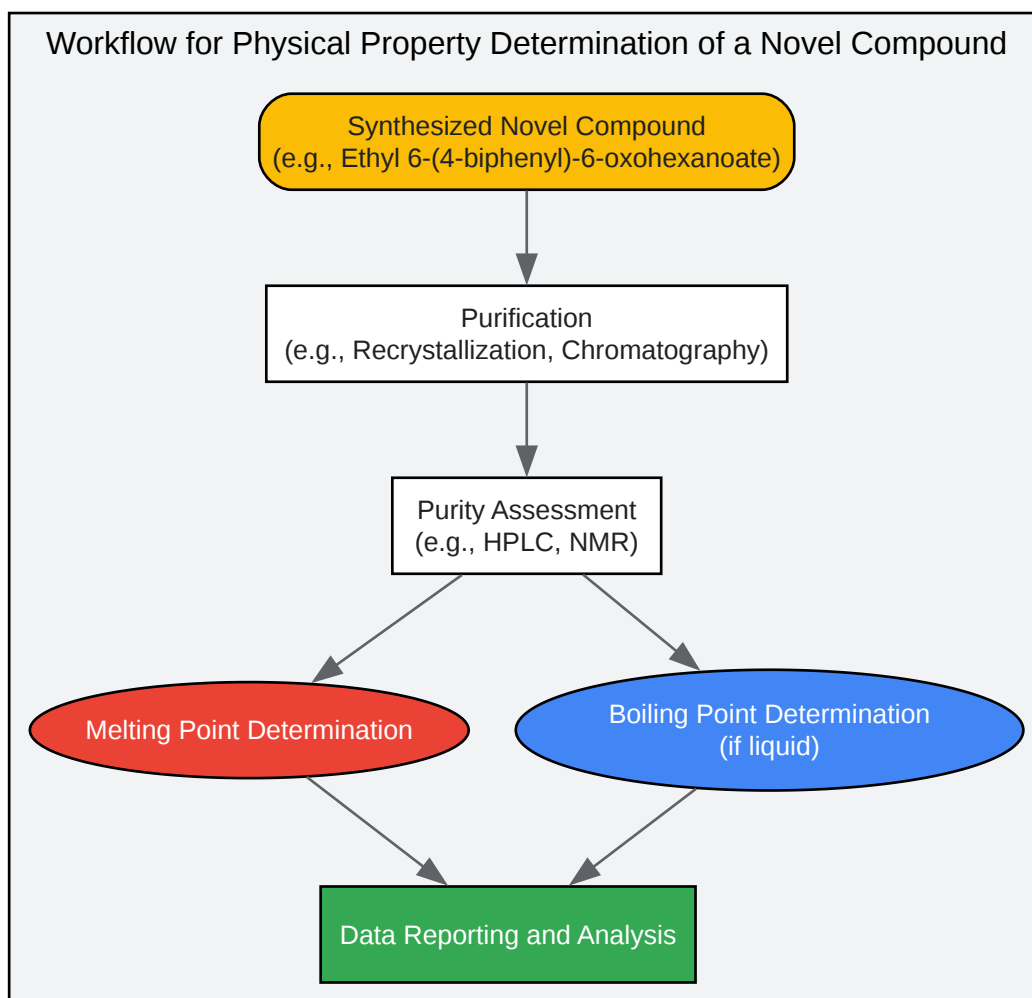 Workflow for Physical Property Determination of a Novel Compound
Synthesized Novel Compound
(e.g., Ethyl 6-(4-biphenyl)-6-oxohexanoate)
Purification
(e.g., Recrystallization, Chromatography)
Purity Assessment
(e.g., HPLC, NMR)
Melting Point Determination
Boiling Point Determination
(if liquid)
Data Reporting and Analysis